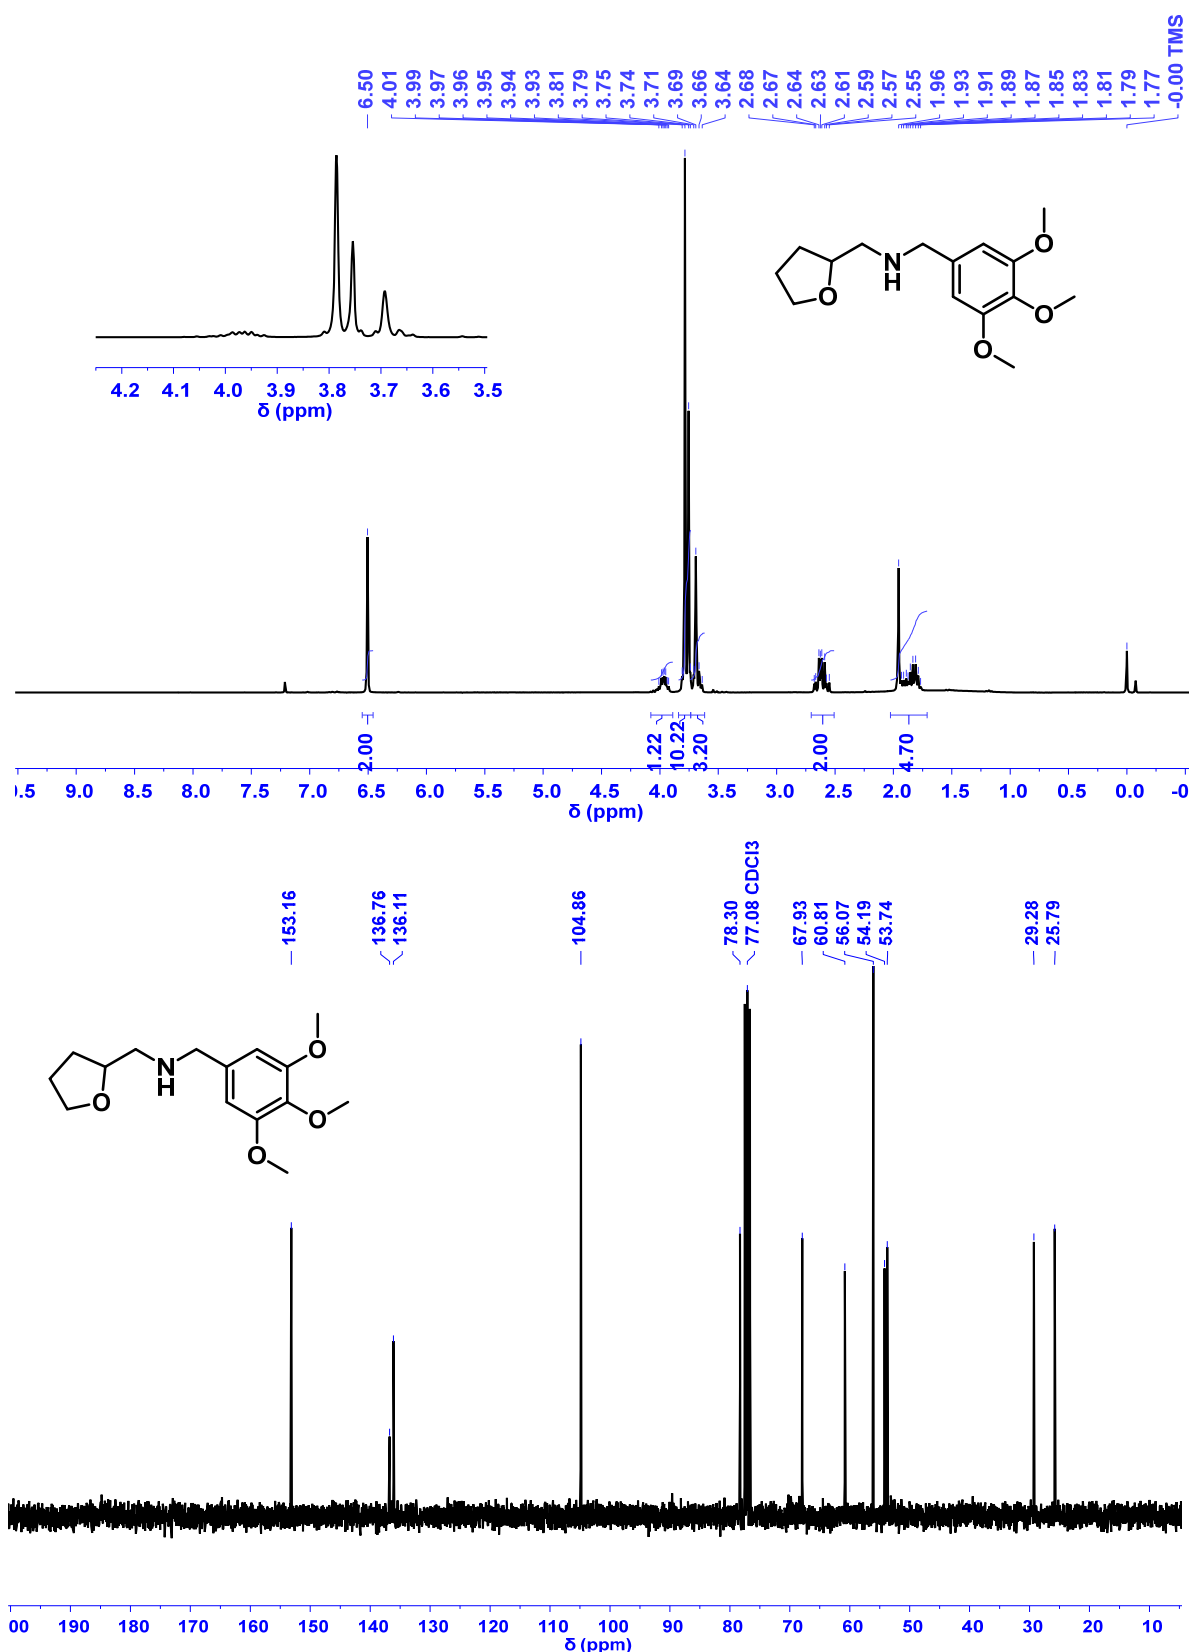 6.50 4.01 3.99 3.97 3.96 3.95 3.94 3.93 3.81 3.79 3.75 3.74 3.71 3.69 3.66 3.64 2.68 2.67 2.64 2.63 2.61 2.59 2.57 2.55 1.96 1.93 1.91 1.89 1.87 1.85 1.83 1.81 1.79 1.77 -0.00 TMS
O
N
H
O
O
O
4.2 4.1 4.0 3.9 3.8 3.7 3.6 3.5
δ (ppm)
2.00 1.22 10.22 3.20 2.00 4.70
).5 9.0 8.5 8.0 7.5 7.0 6.5 6.0 5.5 5.0 4.5 4.0 3.5 3.0 2.5 2.0 1.5 1.0 0.5 0.0 -0
δ (ppm)
153.16 136.76 136.11 104.86 78.30 77.08 CDCl3 67.93 60.81 56.07 54.19 53.74 29.28 25.79
O
N
H
O
O
O
00 190 180 170 160 150 140 130 120 110 100 90 80 70 60 50 40 30 20 10
δ (ppm)